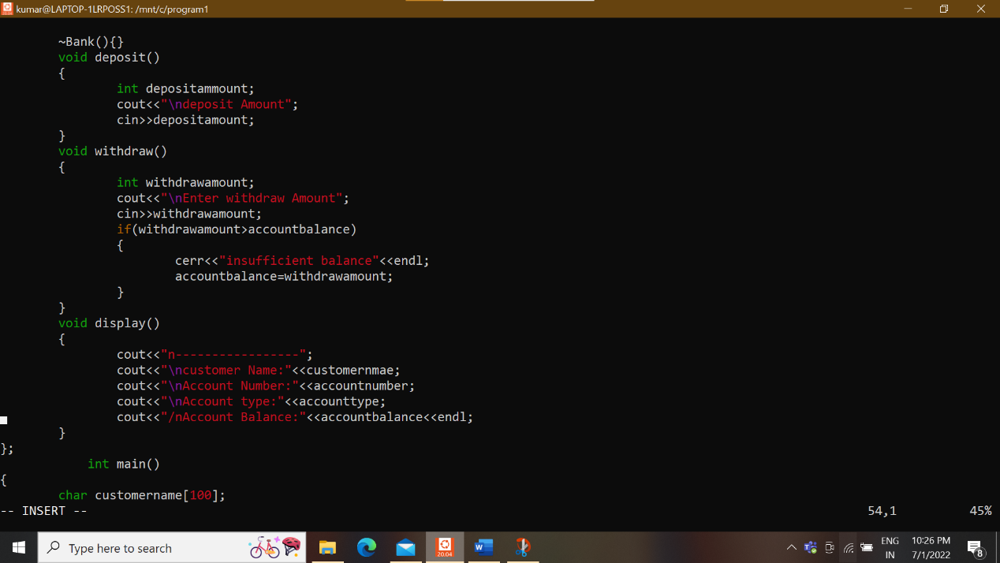 kumar@LAPTOP-1LRPOSS1: /mnt/c/program1
~Bank(){}
void deposit()
{
int depositammount;
cout<<"\ndeposit Amount";
cin>>depositamount;
}
void withdraw()
{
int withdrawamount;
cout<<"\nEnter withdraw Amount";
cin>>withdrawamount;
if(withdrawamount>accountbalance)
{
cerr<<"insufficient balance"<<endl;
accountbalance=withdrawamount;
}
}
void display()
{
cout<<"n-----------------";
cout<<"\ncustomer Name:"<<customernmae;
cout<<"\nAccount Number:"<<accountnumber;
cout<<"\nAccount type:"<<accounttype;
cout<<"/nAccount Balance:"<<accountbalance<<endl;
}
};
int main()
{
char customername[100];
-- INSERT -- 54,1 45%
Type here to search
20.04
ENG
IN
10:26 PM
7/1/2022
8